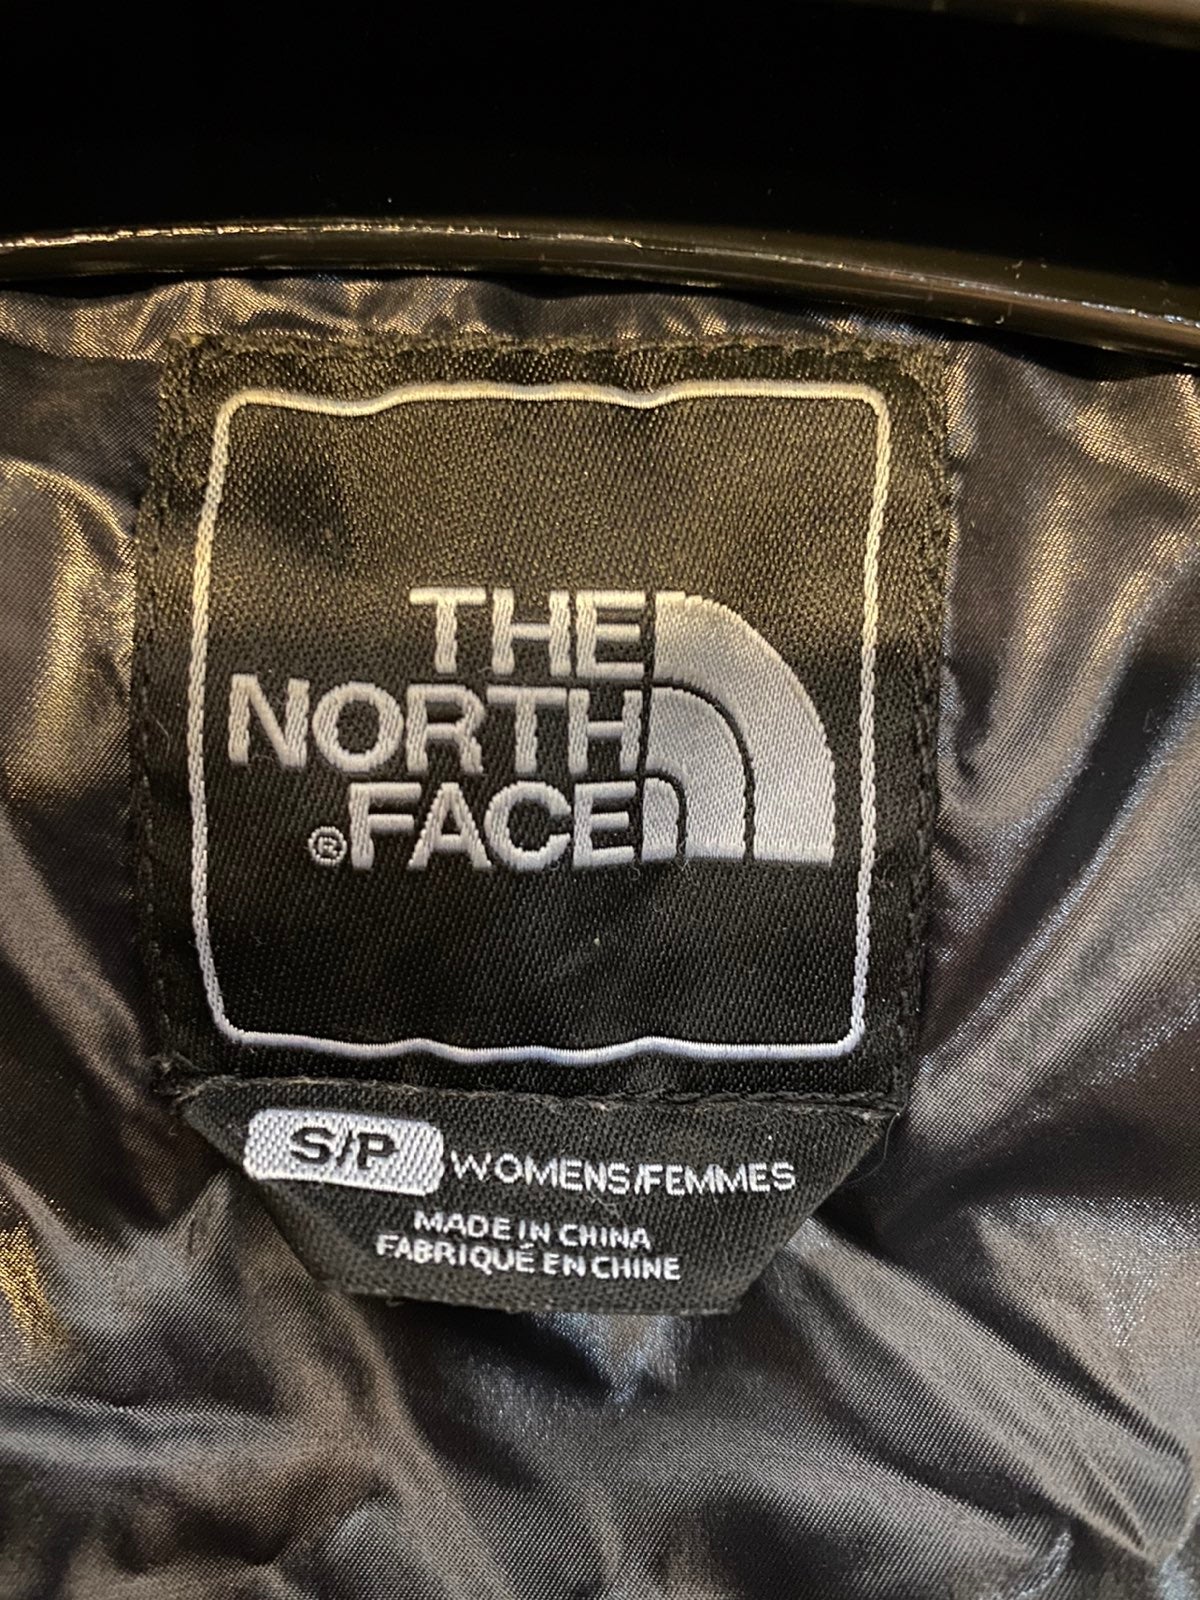 THE
NORTH
®FACE
S/P WOMENS/FEMMES
MADE IN CHINA
FABRIQUÉ EN CHINE